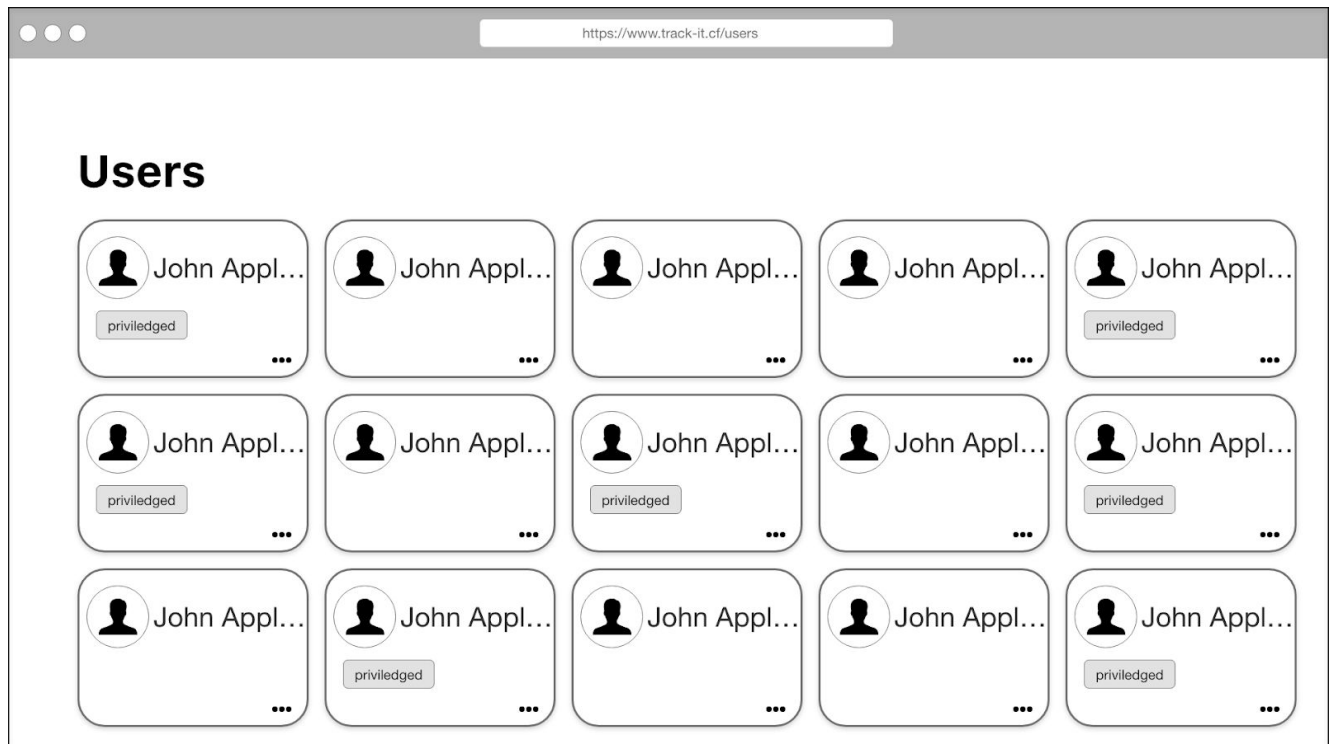 https://www.track-it.cf/users
Users
John Appl... John Appl... John Appl... John Appl... John Appl...
priviledged priviledged
••• ••• ••• ••• •••
John Appl... John Appl... John Appl... John Appl... John Appl...
priviledged priviledged priviledged
••• ••• ••• ••• •••
John Appl... John Appl... John Appl... John Appl... John Appl...
priviledged priviledged
••• ••• ••• ••• •••